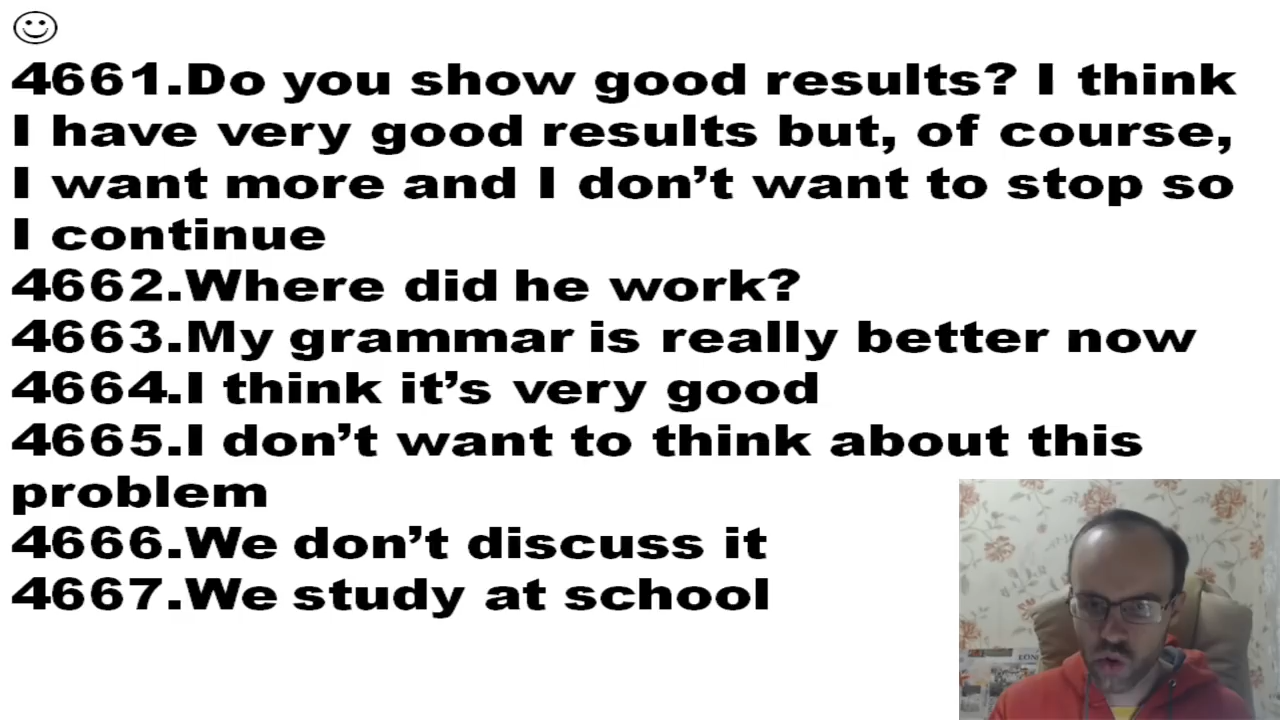 4661.Do you show good results? I think
I have very good results but, of course,
I want more and I don’t want to stop so
I continue
4662.Where did he work?
4663.My grammar is really better now
4664.I think it’s very good
4665.I don’t want to think about this
problem
4666.We don’t discuss it
4667.We study at school